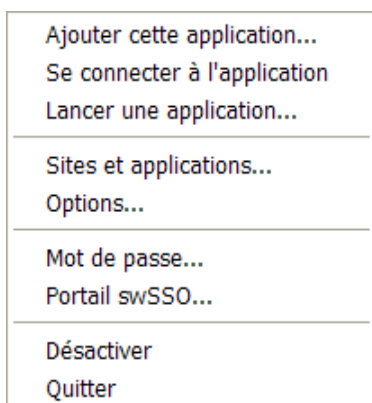 Ajouter cette application...
Se connecter à l'application
Lancer une application...
Sites et applications...
Options...
Mot de passe...
Portail swSSO...
Désactiver
Quitter